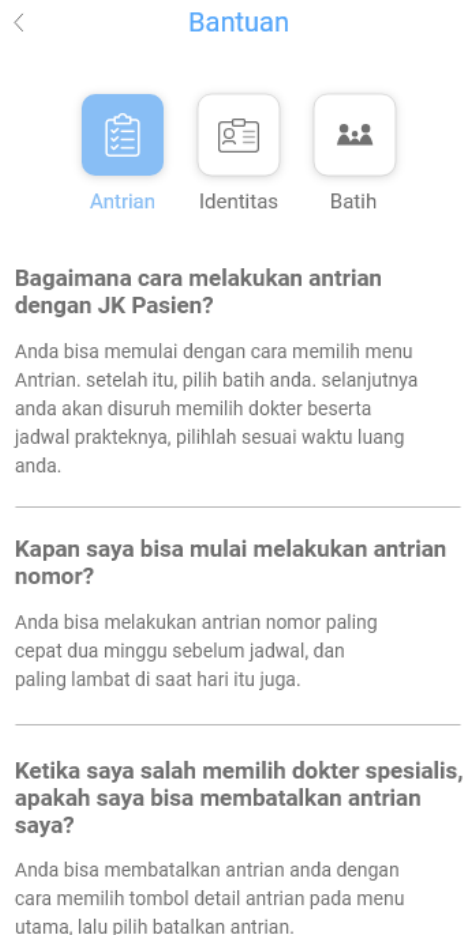 Bantuan
Antrian
Identitas
Batih
Bagaimana cara melakukan antrian
dengan JK Pasien?
Anda bisa memulai dengan cara memilih menu
Antrian. setelah itu, pilih batih anda. selanjutnya
anda akan disuruh memilih dokter beserta
jadwal prakteknya, pilihlah sesuai waktu luang
anda.
Kapan saya bisa mulai melakukan antrian
nomor?
Anda bisa melakukan antrian nomor paling
cepat dua minggu sebelum jadwal, dan
paling lambat di saat hari itu juga.
Ketika saya salah memilih dokter spesialis,
apakah saya bisa membatalkan antrian
saya?
Anda bisa membatalkan antrian anda dengan
cara memilih tombol detail antrian pada menu
utama, lalu pilih batalkan antrian.